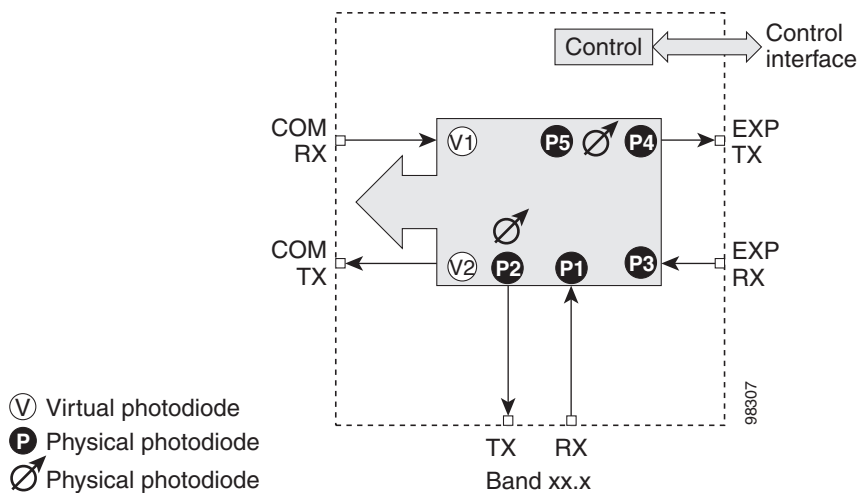 Control
Control
interface
COM
RX
V1
P5
P4
EXP
TX
COM
TX
V2
P2
P1
P3
EXP
RX
98307
V Virtual photodiode
P Physical photodiode
Physical photodiode
TX
RX
Band xx.x